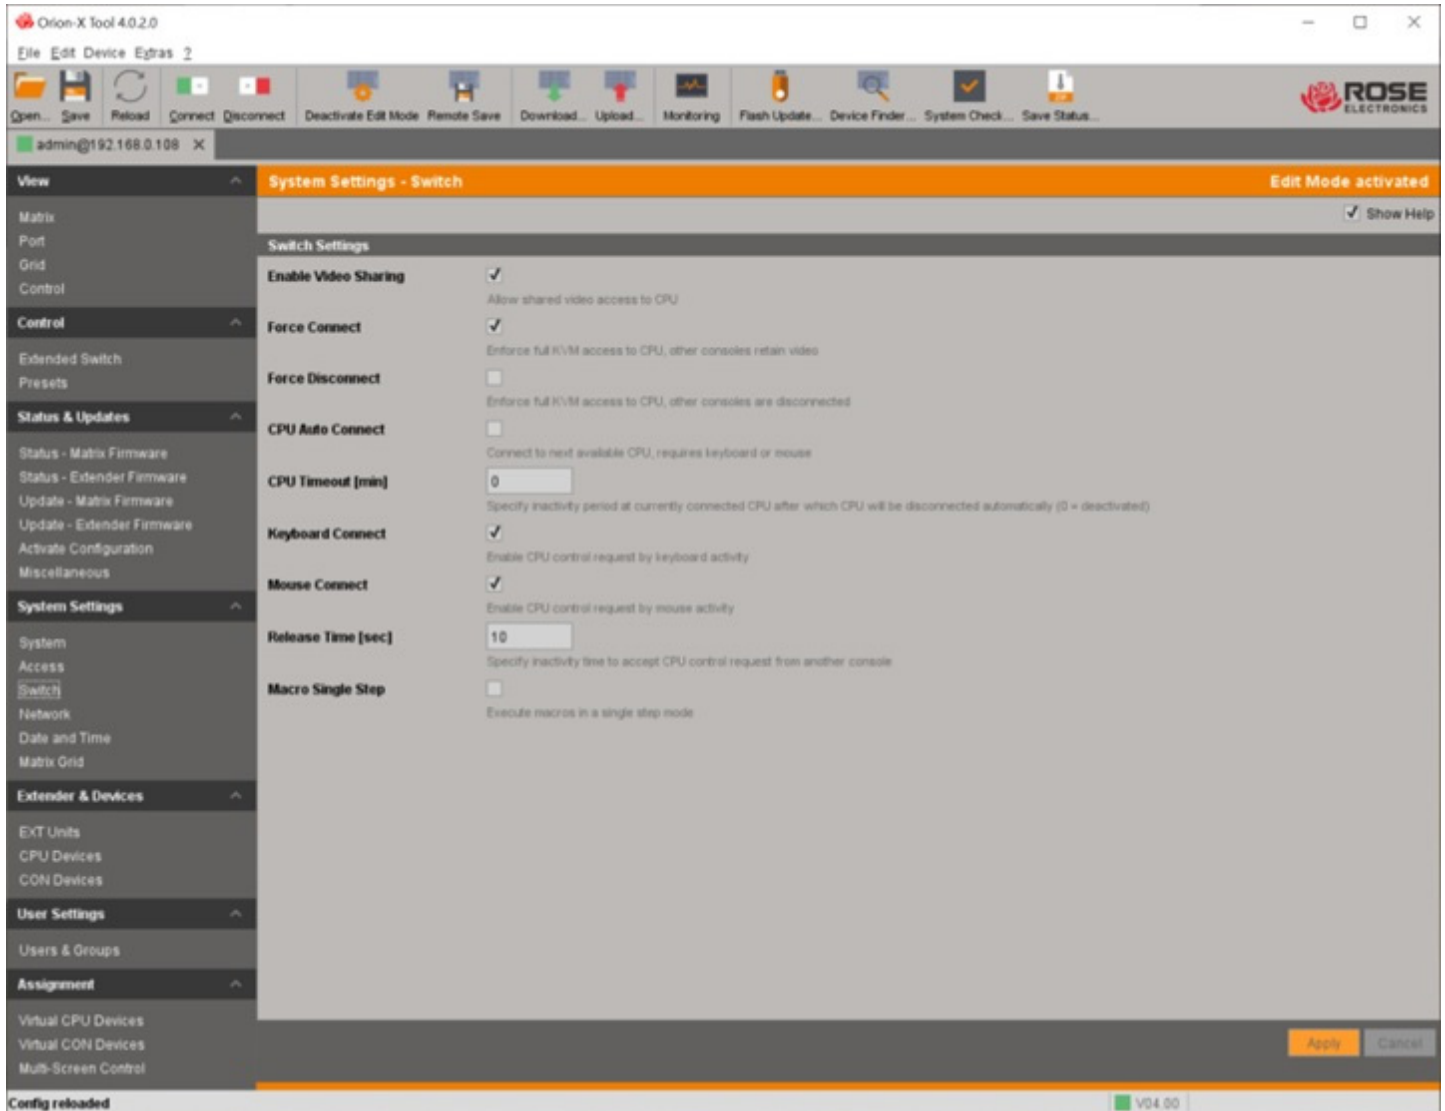 Orion-X Tool 4.0.2.0
File Edit Device Extras ?
Open... Save Reload Connect Disconnect Deactivate Edit Mode Remote Save Download... Upload... Monitoring Flash Update... Device Finder... System Check... Save Status...
ROSE
ELECTRONICS
admin@192.168.0.108
View
System Settings - Switch
Edit Mode activated
Show Help
Matrix
Port
Grid
Control
Control
Extended Switch
Presets
Status & Updates
Status - Matrix Firmware
Status - Extender Firmware
Update - Matrix Firmware
Update - Extender Firmware
Activate Configuration
Miscellaneous
System Settings
System
Access
Switch
Network
Date and Time
Matrix Grid
Extender & Devices
EXT Units
CPU Devices
CON Devices
User Settings
Users & Groups
Assignment
Virtual CPU Devices
Virtual CON Devices
Multi-Screen Control
Switch Settings
Enable Video Sharing
Allow shared video access to CPU
Force Connect
Enforce full KVM access to CPU, other consoles retain video
Force Disconnect
Enforce full KVM access to CPU, other consoles are disconnected
CPU Auto Connect
Connect to next available CPU, requires keyboard or mouse
CPU Timeout [min] 0
Specify inactivity period at currently connected CPU after which CPU will be disconnected automatically (0 = deactivated)
Keyboard Connect
Enable CPU control request by keyboard activity
Mouse Connect
Enable CPU control request by mouse activity
Release Time [sec] 10
Specify inactivity time to accept CPU control request from another console
Macro Single Step
Execute macros in a single step mode
Apply Cancel
Config reloaded
V04.00